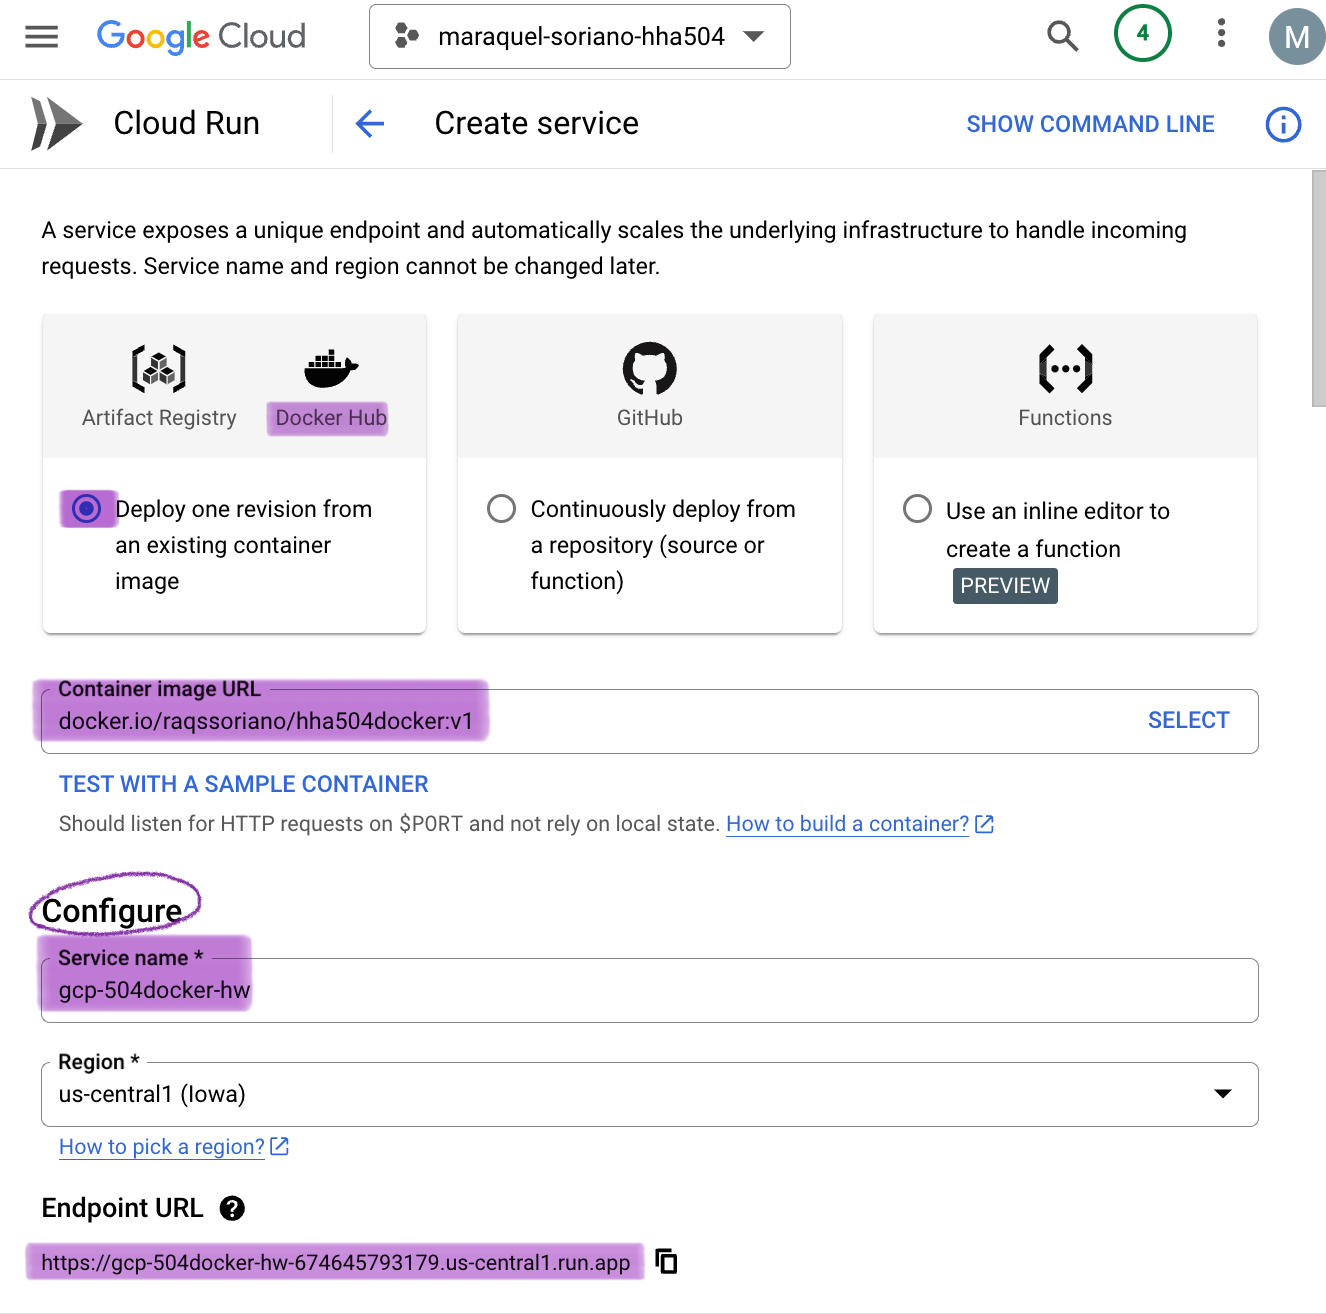 Google Cloud
maraquel-soriano-hha504
4
M
Cloud Run
Create service
SHOW COMMAND LINE
A service exposes a unique endpoint and automatically scales the underlying infrastructure to handle incoming
requests. Service name and region cannot be changed later.
Artifact Registry
Docker Hub
Deploy one revision from
an existing container
image
GitHub
Continuously deploy from
a repository (source or
function)
Functions
Use an inline editor to
create a function
PREVIEW
Container image URL
docker.io/raqssoriano/hha504docker:v1
SELECT
TEST WITH A SAMPLE CONTAINER
Should listen for HTTP requests on $PORT and not rely on local state. How to build a container?
Configure
Service name *
gcp-504docker-hw
Region *
us-central1 (Iowa)
How to pick a region?
Endpoint URL
https://gcp-504docker-hw-674645793179.us-central1.run.app